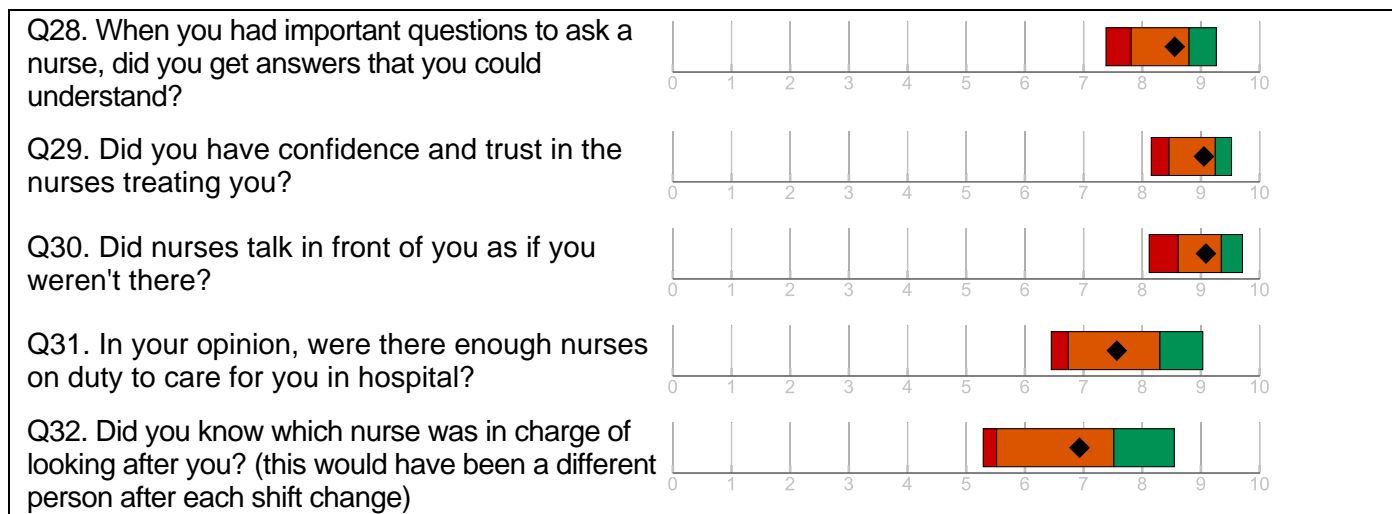 Q28. When you had important questions to ask a
nurse, did you get answers that you could
understand?
0 1 2 3 4 5 6 7 8 9 10
Q29. Did you have confidence and trust in the
nurses treating you?
0 1 2 3 4 5 6 7 8 9 10
Q30. Did nurses talk in front of you as if you
weren't there?
0 1 2 3 4 5 6 7 8 9 10
Q31. In your opinion, were there enough nurses
on duty to care for you in hospital?
0 1 2 3 4 5 6 7 8 9 10
Q32. Did you know which nurse was in charge of
looking after you? (this would have been a different
person after each shift change)
0 1 2 3 4 5 6 7 8 9 10